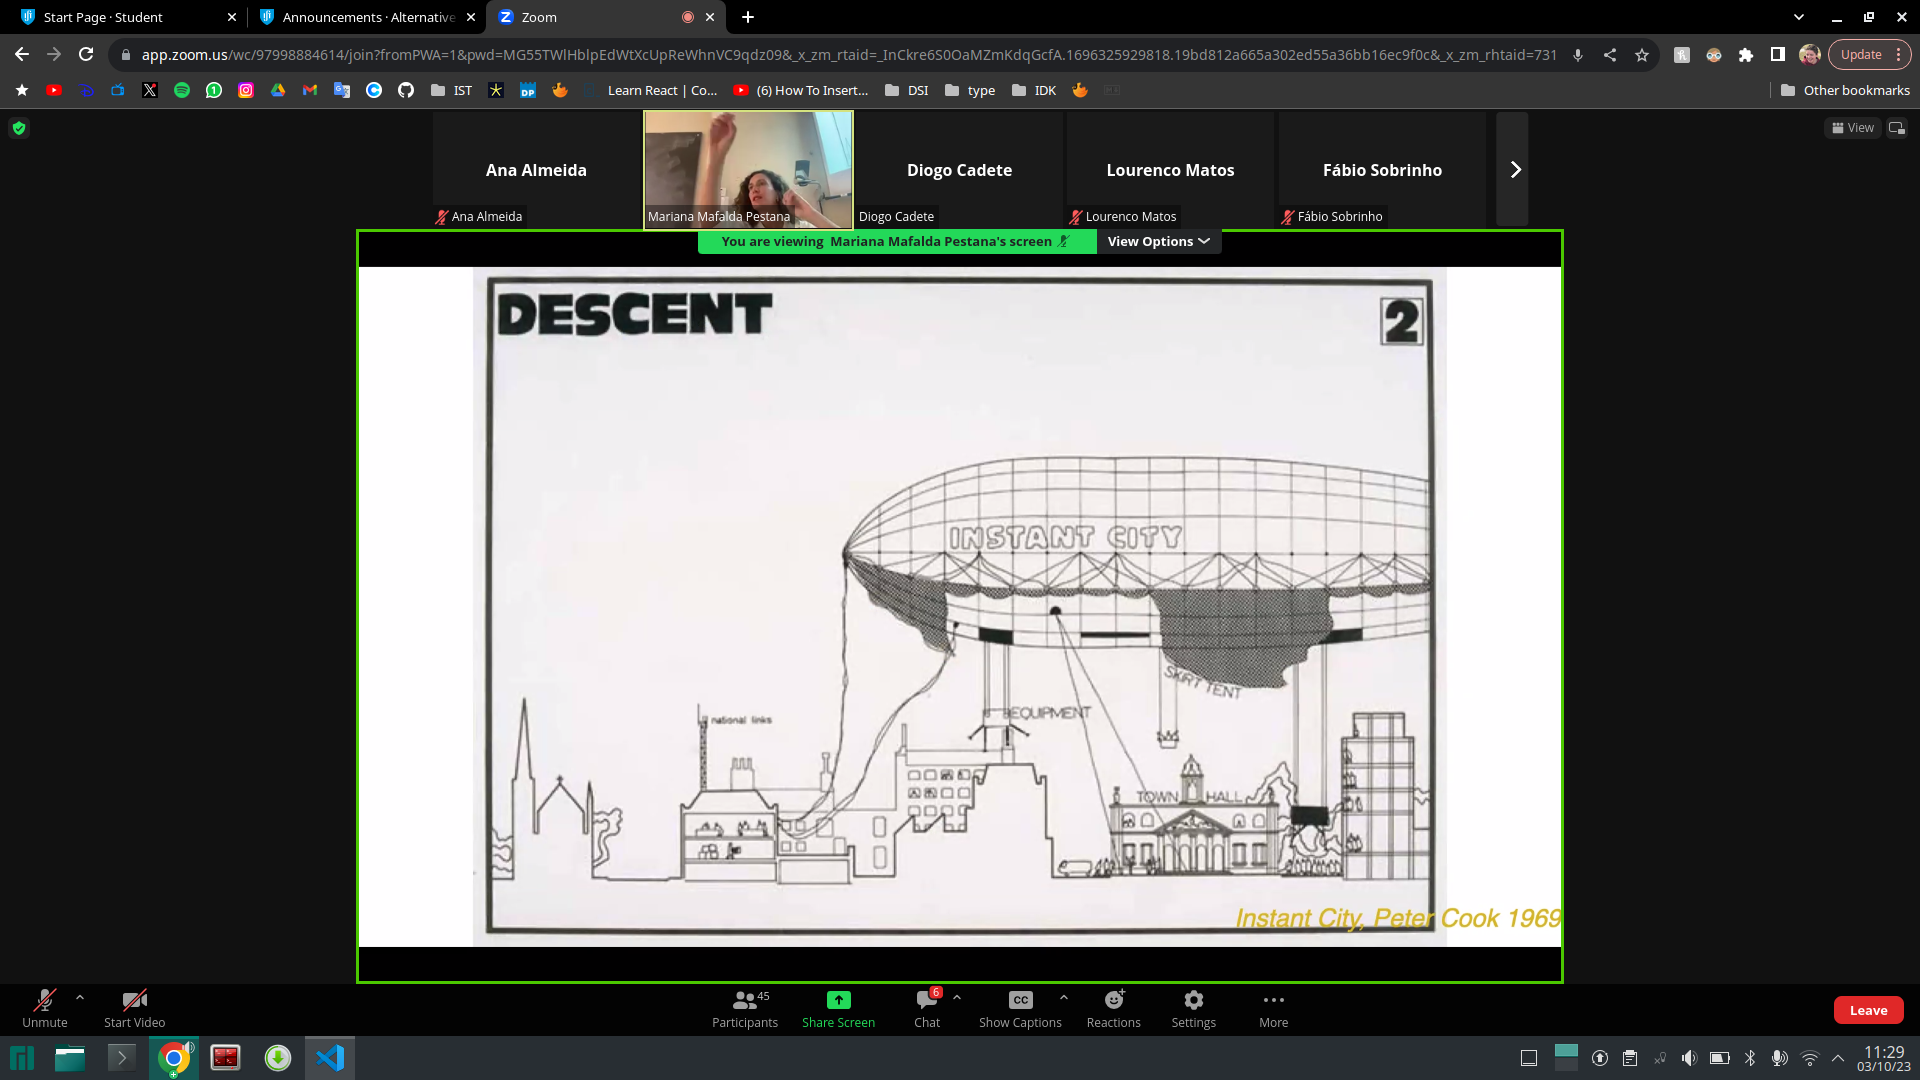 Start Page · Student
Announcements · Alternative
Zoom
app.zoom.us/wc/97998884614/join?fromPWA=1&pwd=MG55TWlHblpEdWtXcUpReWhnVC9qdz09&_x_zm_rtaid=_InCkre6S0OaMZmKdqGcfA.1696325929818.19bd812a665a302ed55a36bb16ec9f0c&_x_zm_rhtaid=731
Update
IST
DP
Learn React | Co...
(6) How To Insert...
DSI
type
IDK
Other bookmarks
View
Ana Almeida
Diogo Cadete
Lourenco Matos
Fábio Sobrinho
Ana Almeida
Mariana Mafalda Pestana
Diogo Cadete
Lourenco Matos
Fábio Sobrinho
You are viewing Mariana Mafalda Pestana's screen
View Options
DESCENT
2
INSTANT CITY
SKIRT TENT
national links
EQUIPMENT
TOWN HALL
Instant City, Peter Cook 1969
Unmute
Start Video
45
Participants
Share Screen
6
Chat
CC
Show Captions
Reactions
Settings
More
Leave
11:29
03/10/23